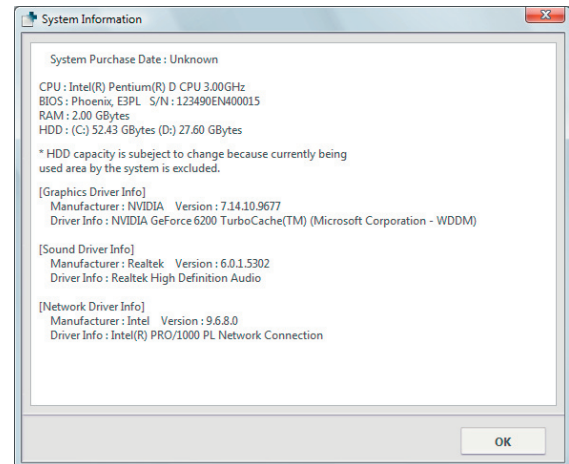 System Information
System Purchase Date : Unknown
CPU : Intel(R) Pentium(R) D CPU 3.00GHz
BIOS : Phoenix, E3PL S/N : 123490EN400015
RAM : 2.00 GBytes
HDD : (C:) 52.43 GBytes (D:) 27.60 GBytes
* HDD capacity is subeject to change because currently being
used area by the system is excluded.
[Graphics Driver Info]
Manufacturer : NVIDIA Version : 7.14.10.9677
Driver Info : NVIDIA GeForce 6200 TurboCache(TM) (Microsoft Corporation - WDDM)
[Sound Driver Info]
Manufacturer : Realtek Version : 6.0.1.5302
Driver Info : Realtek High Definition Audio
[Network Driver Info]
Manufacturer : Intel Version : 9.6.8.0
Driver Info : Intel(R) PRO/1000 PL Network Connection
OK